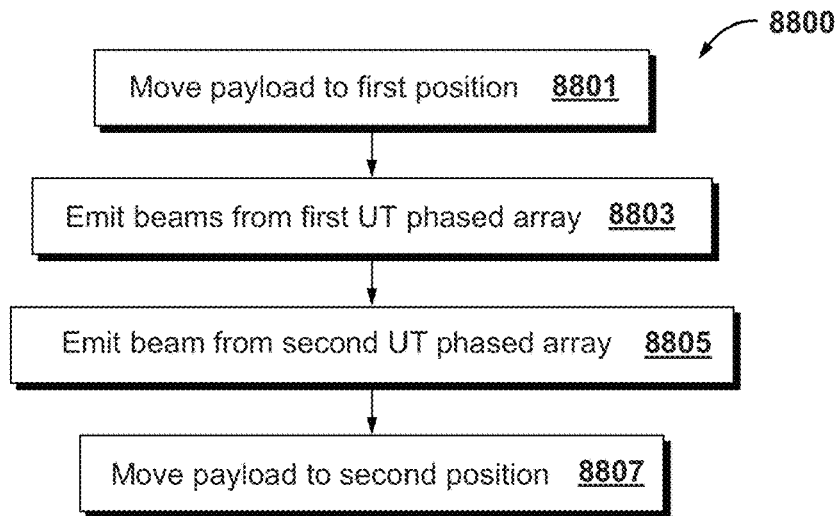 8800
Move payload to first position 8801
Emit beams from first UT phased array 8803
Emit beam from second UT phased array 8805
Move payload to second position 8807